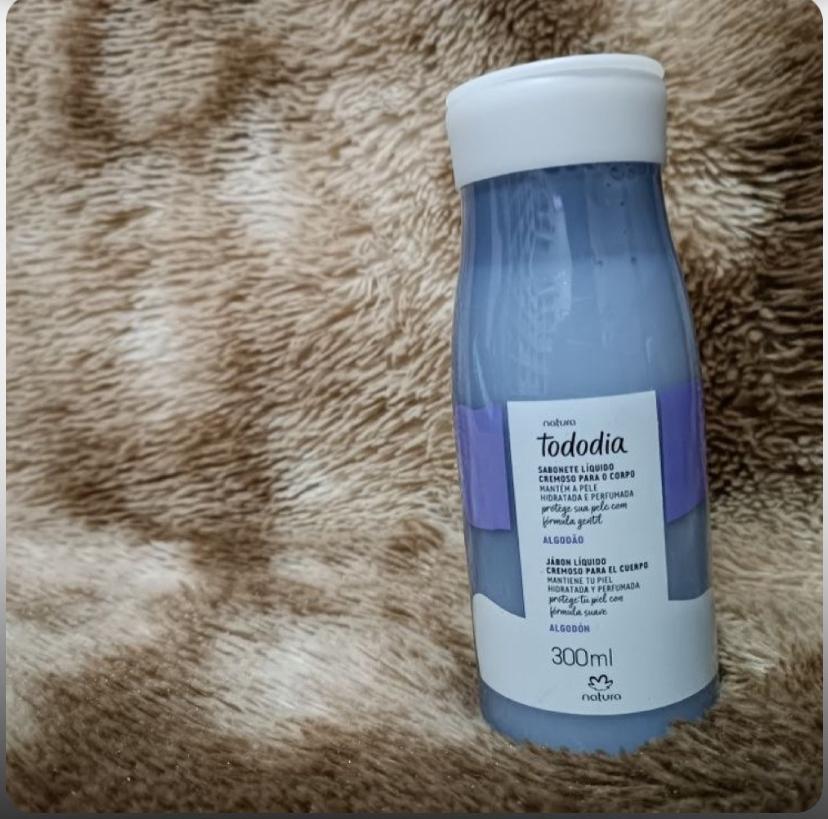 natura
tododia
SABONETE LÍQUIDO
CREMOSO PARA O CORPO
MANTÉM A PELE
HIDRATADA E PERFUMADA
protege sua pele com
fórmula gentil
ALGODÃO
JÁBON LÍQUIDO
CREMOSO PARA EL CUERPO
MANTIENE TU PIEL
HIDRATADA Y PERFUMADA
protege tu piel con
fórmula suave
ALGODÓN
300ml
natura